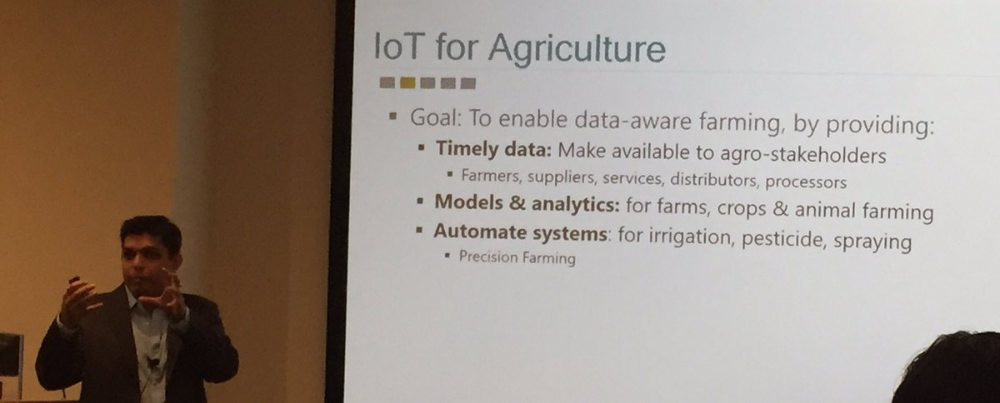 IoT for Agriculture
▪ Goal: To enable data-aware farming, by providing:
▪ Timely data: Make available to agro-stakeholders
▪ Farmers, suppliers, services, distributors, processors
▪ Models & analytics: for farms, crops & animal farming
▪ Automate systems: for irrigation, pesticide, spraying
▪ Precision Farming